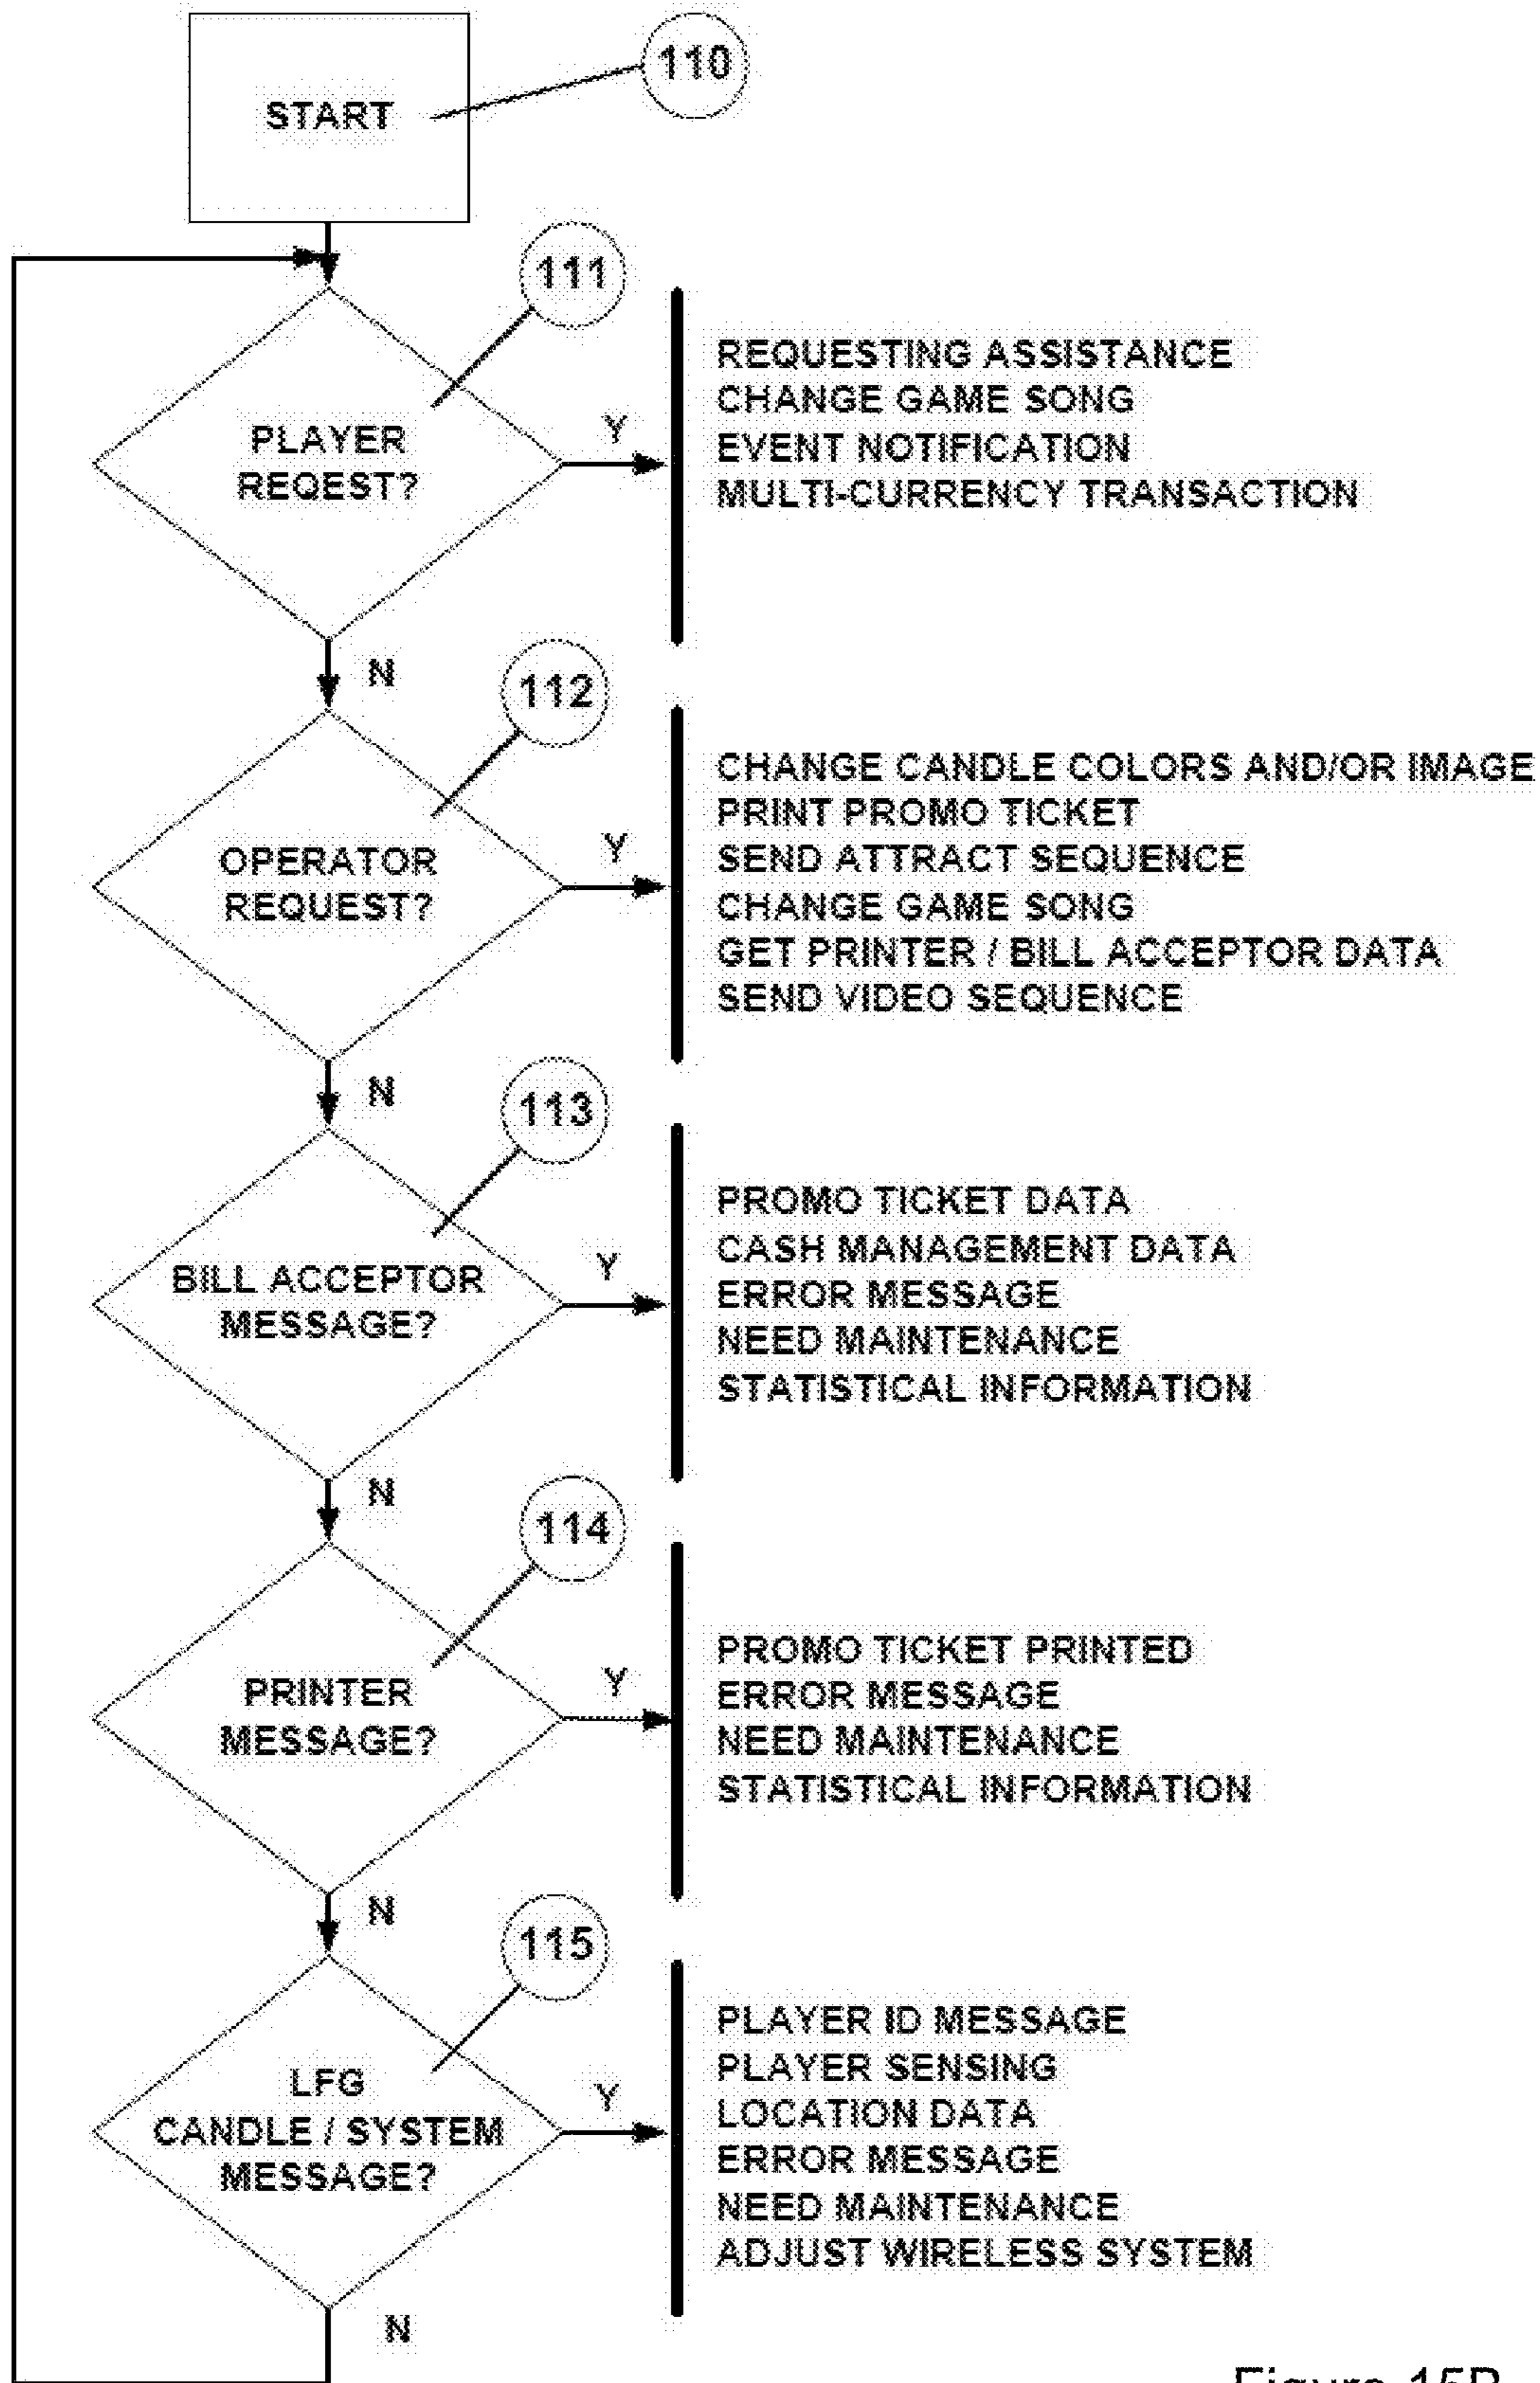 START
110
111
PLAYER
REQEST?
Y
REQUESTING ASSISTANCE
CHANGE GAME SONG
EVENT NOTIFICATION
MULTI-CURRENCY TRANSACTION
N
112
OPERATOR
REQUEST?
Y
CHANGE CANDLE COLORS AND/OR IMAGE
PRINT PROMO TICKET
SEND ATTRACT SEQUENCE
CHANGE GAME SONG
GET PRINTER / BILL ACCEPTOR DATA
SEND VIDEO SEQUENCE
N
113
BILL ACCEPTOR
MESSAGE?
Y
PROMO TICKET DATA
CASH MANAGEMENT DATA
ERROR MESSAGE
NEED MAINTENANCE
STATISTICAL INFORMATION
N
114
PRINTER
MESSAGE?
Y
PROMO TICKET PRINTED
ERROR MESSAGE
NEED MAINTENANCE
STATISTICAL INFORMATION
N
115
LFG
CANDLE / SYSTEM
MESSAGE?
Y
PLAYER ID MESSAGE
PLAYER SENSING
LOCATION DATA
ERROR MESSAGE
NEED MAINTENANCE
ADJUST WIRELESS SYSTEM
N
Figure 15B